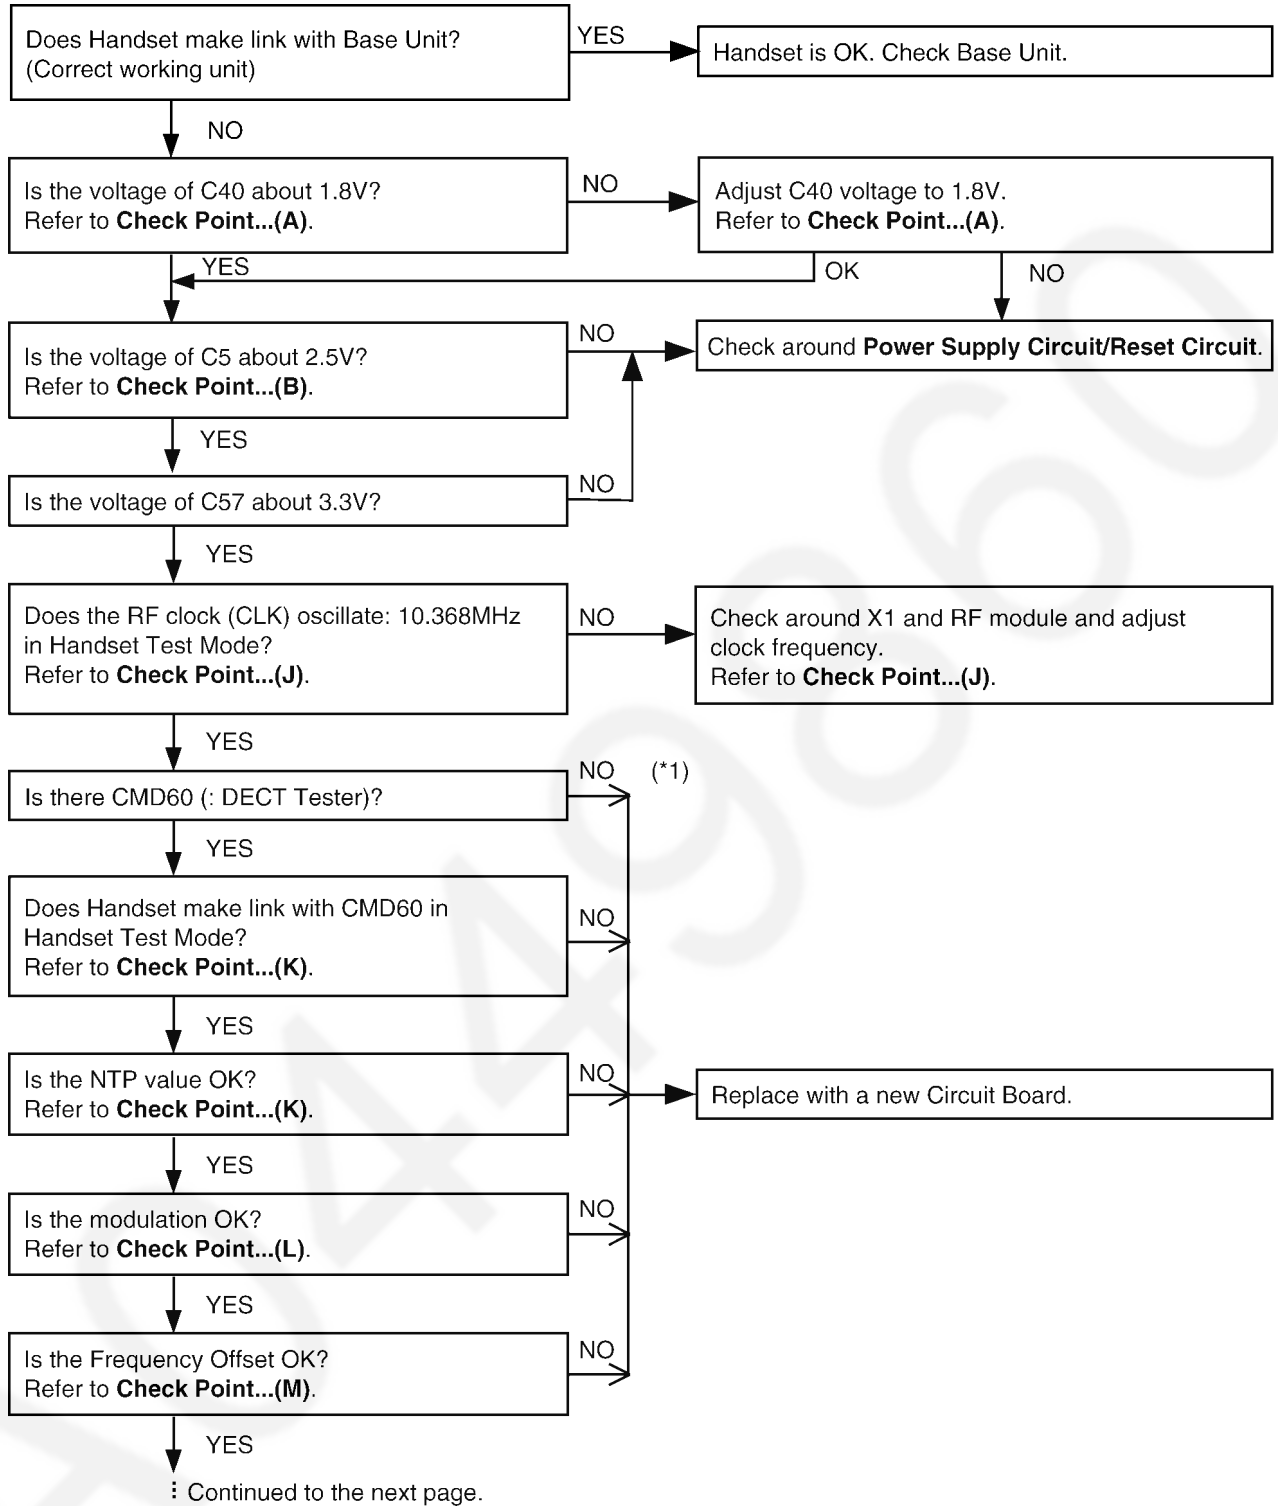 Does Handset make link with Base Unit?
(Correct working unit)
YES
Handset is OK. Check Base Unit.
NO
Is the voltage of C40 about 1.8V?
Refer to Check Point...(A).
NO
Adjust C40 voltage to 1.8V.
Refer to Check Point...(A).
YES
OK
NO
Is the voltage of C5 about 2.5V?
Refer to Check Point...(B).
NO
Check around Power Supply Circuit/Reset Circuit.
YES
Is the voltage of C57 about 3.3V?
NO
YES
Does the RF clock (CLK) oscillate: 10.368MHz
in Handset Test Mode?
Refer to Check Point...(J).
NO
Check around X1 and RF module and adjust
clock frequency.
Refer to Check Point...(J).
YES
Is there CMD60 (: DECT Tester)?
NO
(*1)
YES
Does Handset make link with CMD60 in
Handset Test Mode?
Refer to Check Point...(K).
NO
YES
Is the NTP value OK?
Refer to Check Point...(K).
NO
Replace with a new Circuit Board.
YES
Is the modulation OK?
Refer to Check Point...(L).
NO
YES
Is the Frequency Offset OK?
Refer to Check Point...(M).
NO
YES
Continued to the next page.